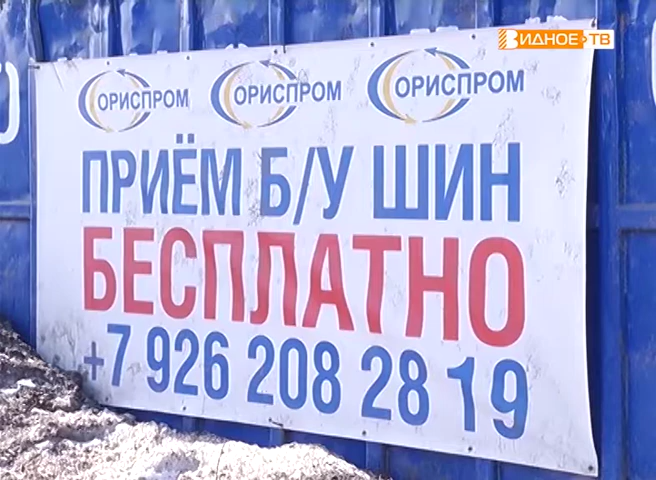 ВИДНОЕ-ТВ
ОРИСПРОМ ОРИСПРОМ ОРИСПРОМ
ПРИЁМ Б/У ШИН
БЕСПЛАТНО
+7 926 208 28 19